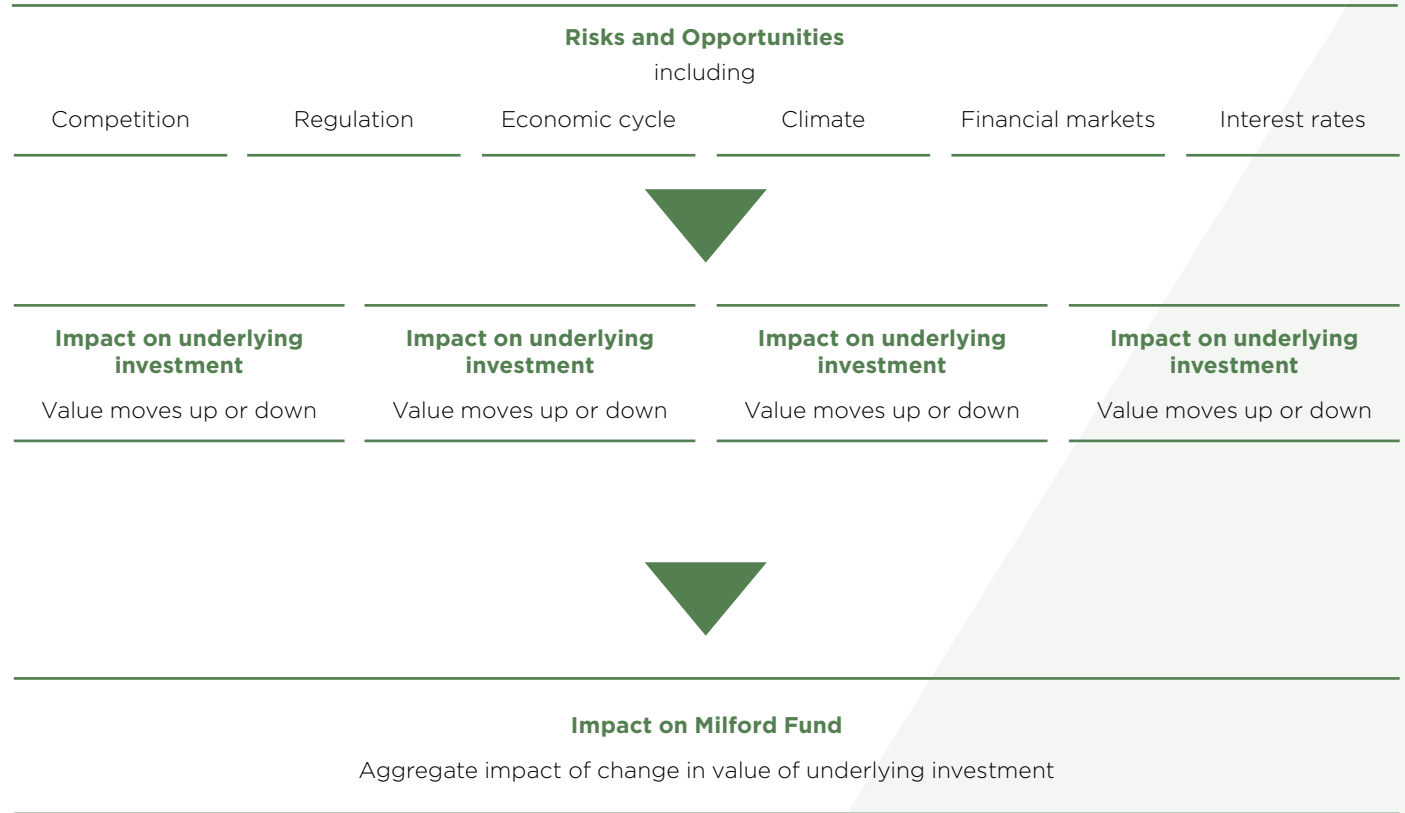 Risks and Opportunities
including
Competition Regulation Economic cycle Climate Financial markets Interest rates
Impact on underlying investment
Value moves up or down
Impact on underlying investment
Value moves up or down
Impact on underlying investment
Value moves up or down
Impact on underlying investment
Value moves up or down
Impact on Milford Fund
Aggregate impact of change in value of underlying investment